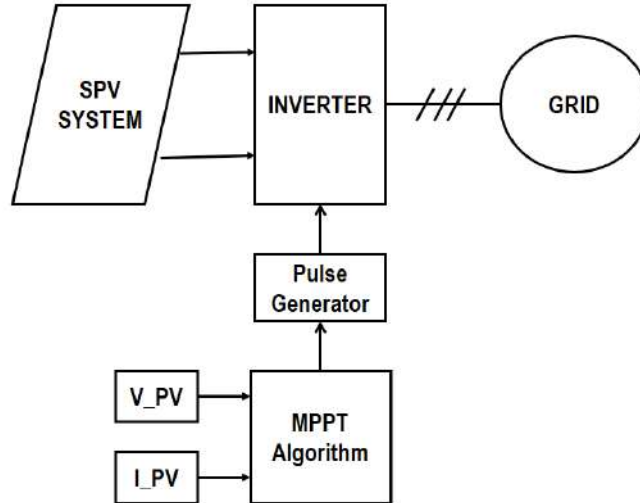 SPV
SYSTEM
INVERTER
GRID
Pulse
Generator
V_PV
MPPT
Algorithm
I_PV